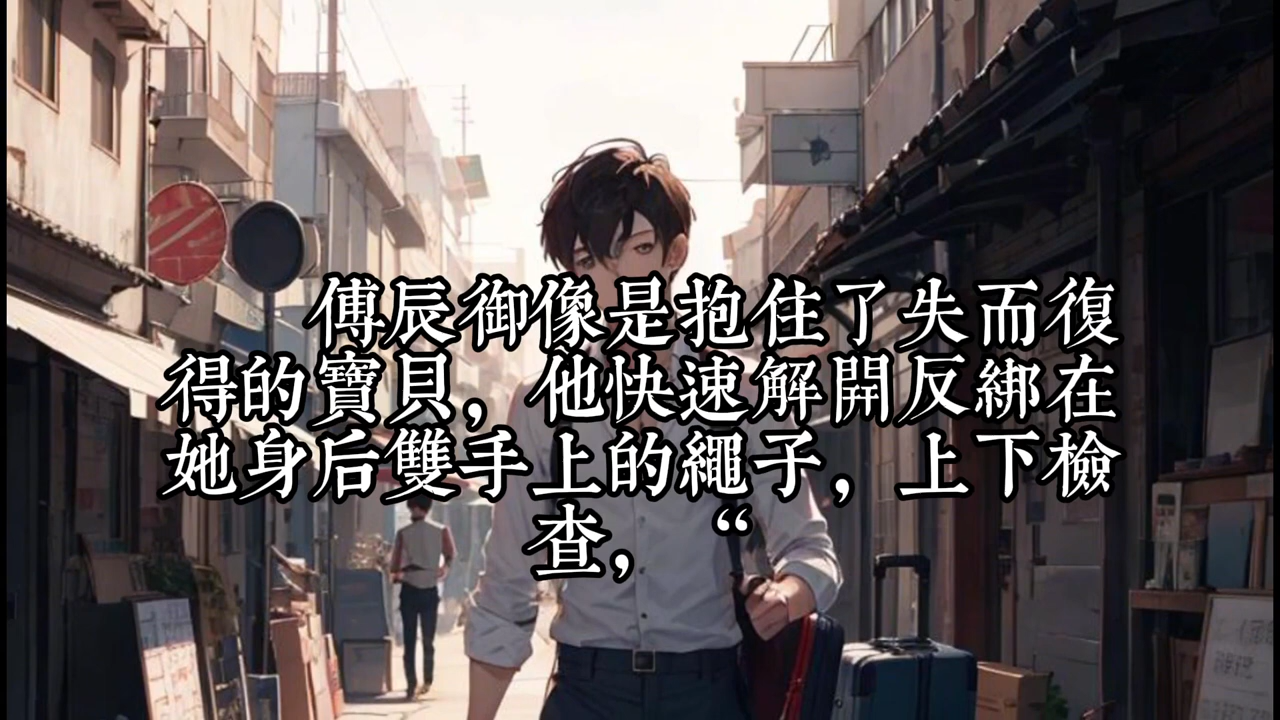 傅辰御像是抱住了失而復
得的寶貝，他快速解開反綁在
她身后雙手上的繩子，上下檢
查，“